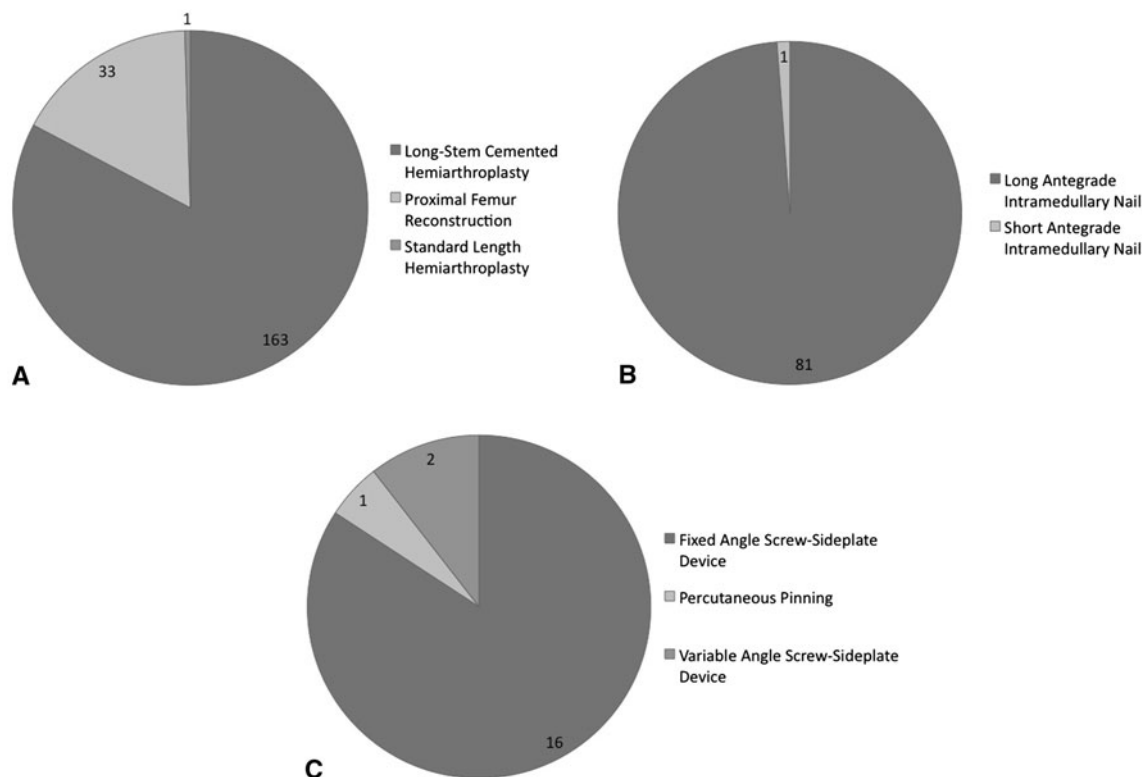 1
33
163
Long-Stem Cemented
Hemiarthroplasty
Proximal Femur
Reconstruction
Standard Length
Hemiarthroplasty
A
1
81
Long Antegrade
Intramedullary Nail
Short Antegrade
Intramedullary Nail
B
2
1
16
Fixed Angle Screw-Sideplate
Device
Percutaneous Pinning
Variable Angle Screw-Sideplate
Device
C